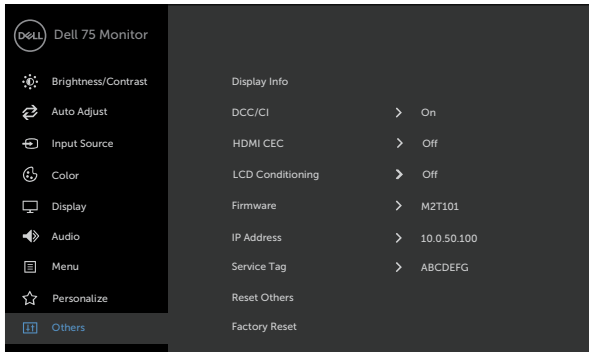 DELL Dell 75 Monitor
Brightness/Contrast Display Info
Auto Adjust DCC/CI On
Input Source HDMI CEC Off
Color LCD Conditioning Off
Display Firmware M2T101
Audio IP Address 10.0.50.100
Menu Service Tag ABCDEFG
Personalize Reset Others
Others Factory Reset